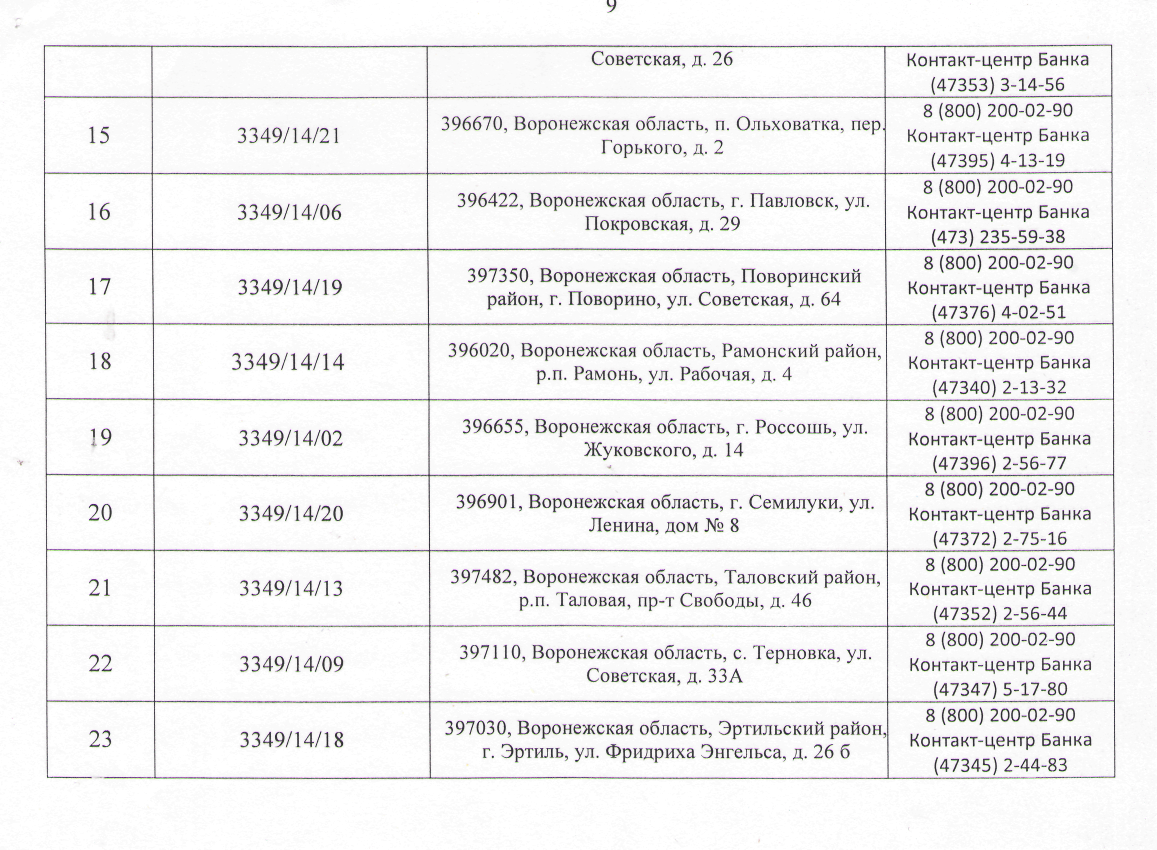 9
Советская, д. 26
Контакт-центр Банка
(47353) 3-14-56
15
3349/14/21
396670, Воронежская область, п. Ольховатка, пер.
Горького, д. 2
8 (800) 200-02-90
Контакт-центр Банка
(47395) 4-13-19
16
3349/14/06
396422, Воронежская область, г. Павловск, ул.
Покровская, д. 29
8 (800) 200-02-90
Контакт-центр Банка
(473) 235-59-38
17
3349/14/19
397350, Воронежская область, Поворинский
район, г. Поворино, ул. Советская, д. 64
8 (800) 200-02-90
Контакт-центр Банка
(47376) 4-02-51
18
3349/14/14
396020, Воронежская область, Рамонский район,
р.п. Рамонь, ул. Рабочая, д. 4
8 (800) 200-02-90
Контакт-центр Банка
(47340) 2-13-32
19
3349/14/02
396655, Воронежская область, г. Россошь, ул.
Жуковского, д. 14
8 (800) 200-02-90
Контакт-центр Банка
(47396) 2-56-77
20
3349/14/20
396901, Воронежская область, г. Семилуки, ул.
Ленина, дом № 8
8 (800) 200-02-90
Контакт-центр Банка
(47372) 2-75-16
21
3349/14/13
397482, Воронежская область, Таловский район,
р.п. Таловая, пр-т Свободы, д. 46
8 (800) 200-02-90
Контакт-центр Банка
(47352) 2-56-44
22
3349/14/09
397110, Воронежская область, с. Терновка, ул.
Советская, д. 33А
8 (800) 200-02-90
Контакт-центр Банка
(47347) 5-17-80
23
3349/14/18
397030, Воронежская область, Эртильский район,
г. Эртиль, ул. Фридриха Энгельса, д. 26 б
8 (800) 200-02-90
Контакт-центр Банка
(47345) 2-44-83